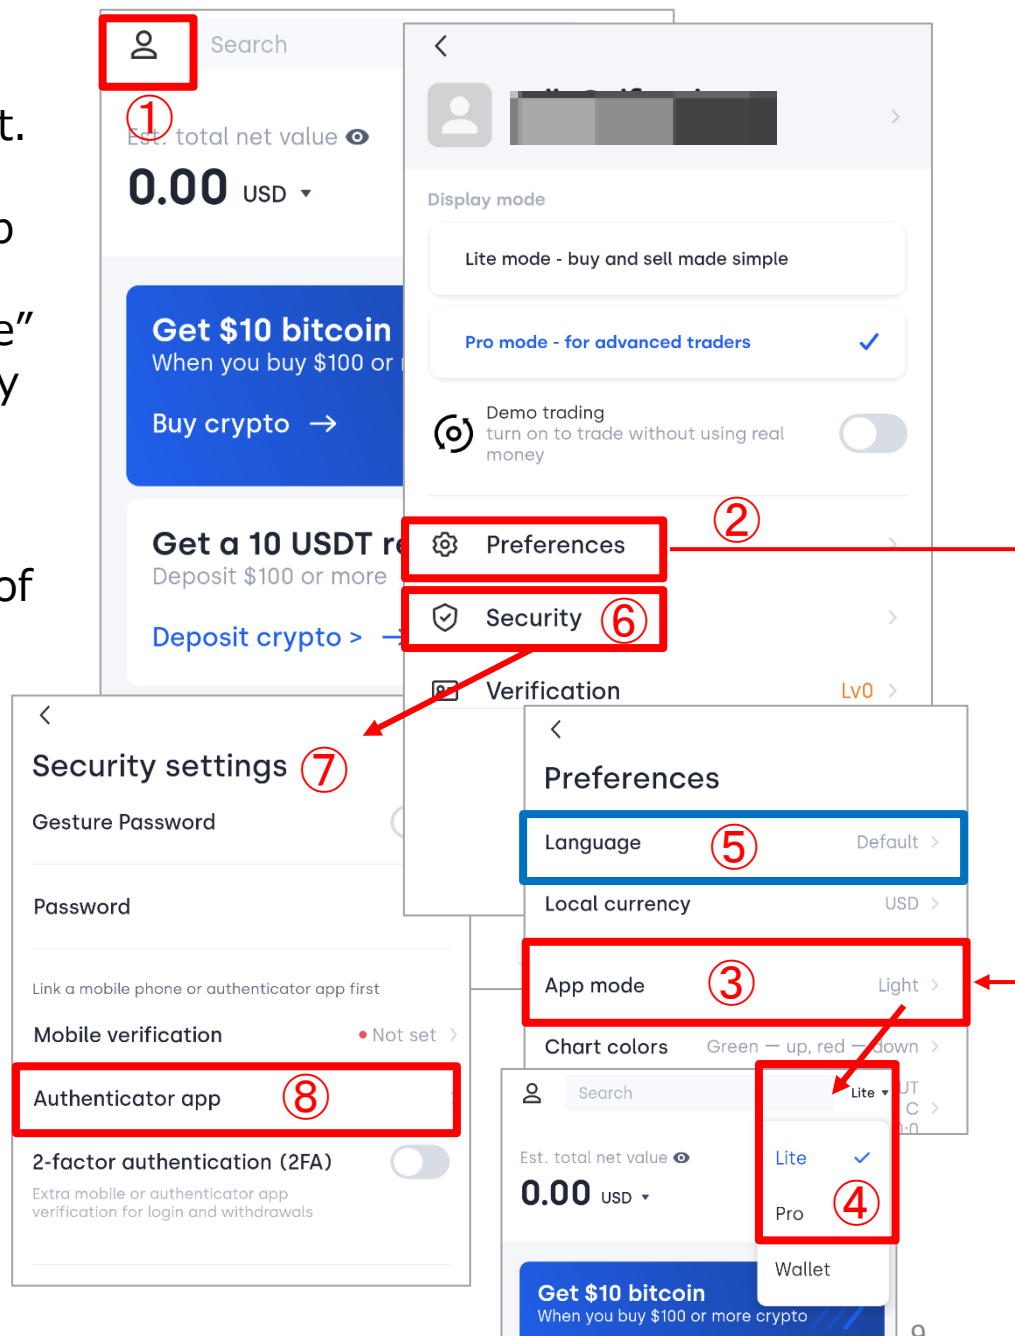 t.
e"
y
of
Search
①
Est. total net value
0.00 USD
Get $10 bitcoin
When you buy $100 or
Buy crypto →
Get a 10 USDT re
Deposit $100 or more
Deposit crypto > →
Display mode
Lite mode - buy and sell made simple
Pro mode - for advanced traders
Demo trading
turn on to trade without using real
money
②
Preferences
Security ⑥
Verification Lv0
Security settings ⑦
Gesture Password
Password
Link a mobile phone or authenticator app first
Mobile verification Not set
Authenticator app ⑧
2-factor authentication (2FA)
Extra mobile or authenticator app
verification for login and withdrawals
Preferences
Language ⑤ Default
Local currency USD
App mode ③ Light
Chart colors Green — up, red — down
Search Lite
Est. total net value
0.00 USD
Lite
④
Pro
Wallet
Get $10 bitcoin
When you buy $100 or more crypto